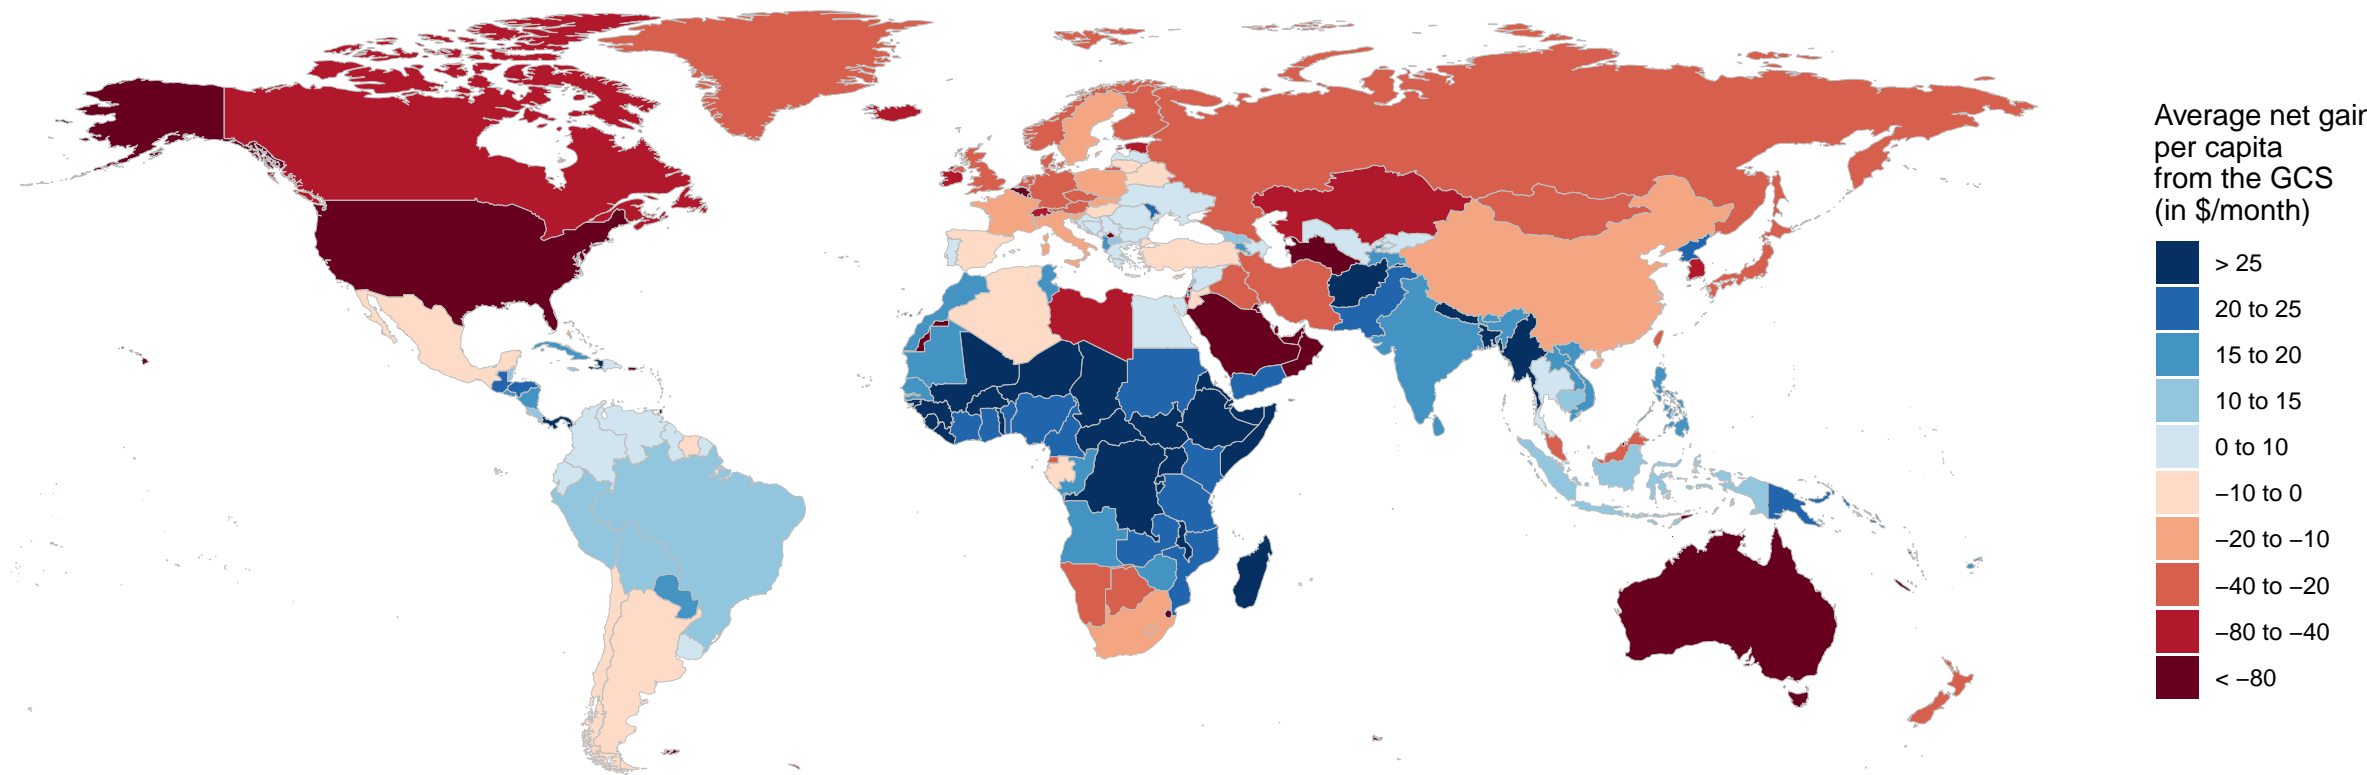 Average net gain
per capita
from the GCS
(in $/month)
> 25
20 to 25
15 to 20
10 to 15
0 to 10
−10 to 0
−20 to −10
−40 to −20
−80 to −40
< −80